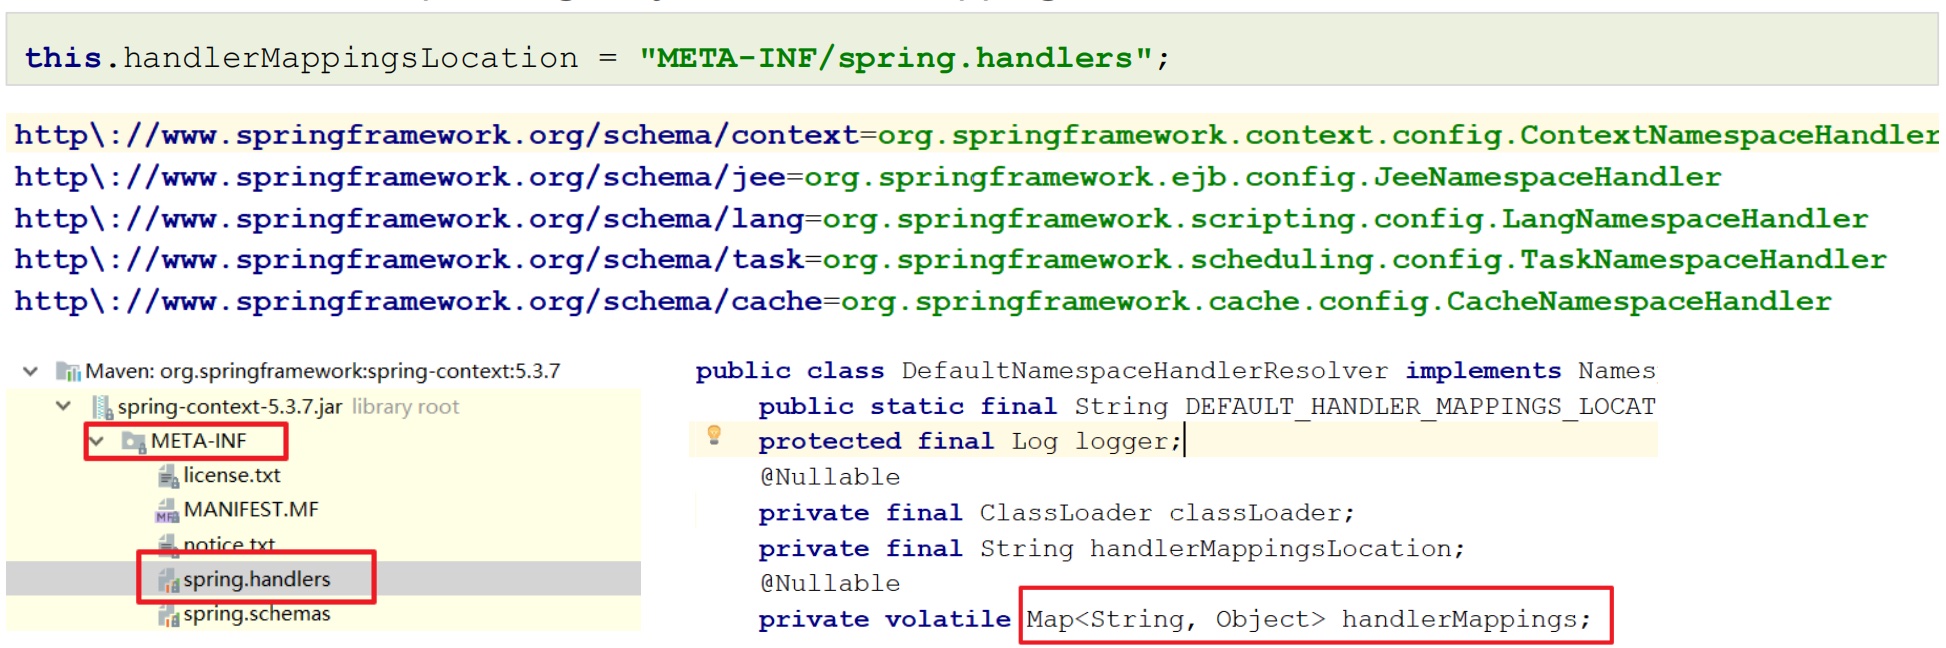 this.handlerMappingsLocation = "META-INF/spring.handlers";
http\://www.springframework.org/schema/context=org.springframework.context.config.ContextNamespaceHandler
http\://www.springframework.org/schema/jee=org.springframework.ejb.config.JeeNamespaceHandler
http\://www.springframework.org/schema/lang=org.springframework.scripting.config.LangNamespaceHandler
http\://www.springframework.org/schema/task=org.springframework.scheduling.config.TaskNamespaceHandler
http\://www.springframework.org/schema/cache=org.springframework.cache.config.CacheNamespaceHandler
Maven: org.springframework:spring-context:5.3.7
spring-context-5.3.7.jar library root
META-INF
license.txt
MANIFEST.MF
notice.txt
spring.handlers
spring.schemas
public class DefaultNamespaceHandlerResolver implements Names
public static final String DEFAULT_HANDLER_MAPPINGS_LOCAT
protected final Log logger;
@Nullable
private final ClassLoader classLoader;
private final String handlerMappingsLocation;
@Nullable
private volatile Map<String, Object> handlerMappings;